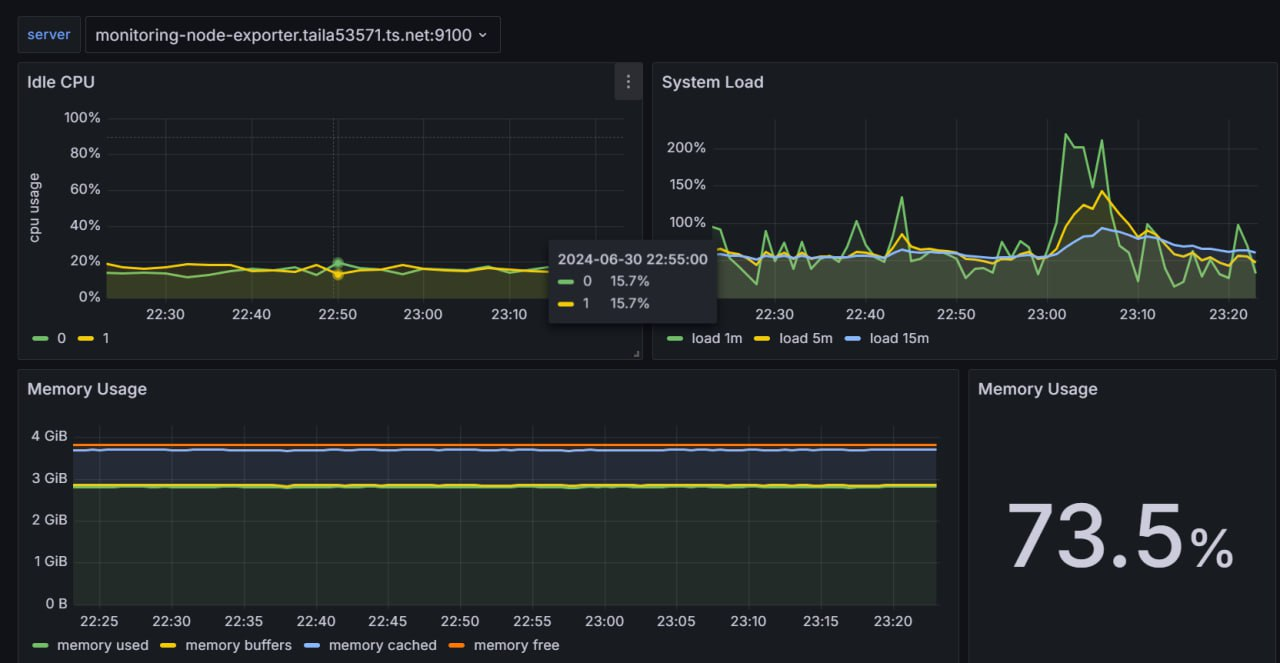 server monitoring-node-exporter.taila53571.ts.net:9100
Idle CPU
cpu usage
100%
80%
60%
40%
20%
0%
22:30 22:40 22:50 23:00 23:10
0 1
2024-06-30 22:55:00
0 15.7%
1 15.7%
System Load
200%
150%
100%
22:30 22:40 22:50 23:00 23:10 23:20
load 1m load 5m load 15m
Memory Usage
4 GiB
3 GiB
2 GiB
1 GiB
0 B
22:25 22:30 22:35 22:40 22:45 22:50 22:55 23:00 23:05 23:10 23:15 23:20
memory used memory buffers memory cached memory free
Memory Usage
73.5%